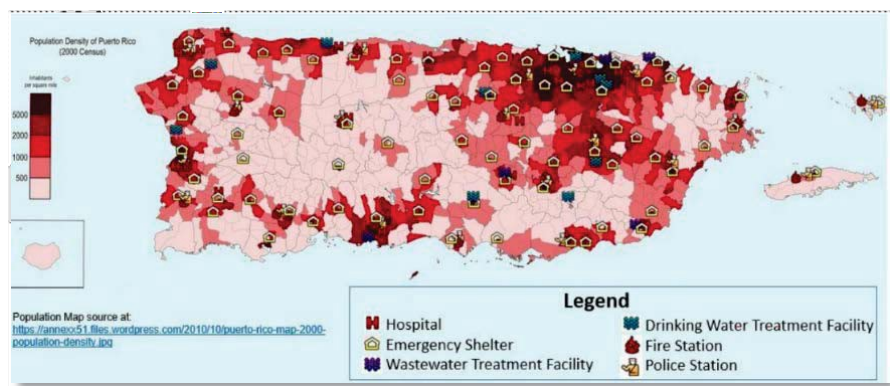 Population Density of Puerto Rico
(2000 Census)
Inhabitants
per square mile
5000
2000
1000
500
Population Map source at:
https://annexx51.files.wordpress.com/2010/10/puerto-rico-map-2000-
population-density.jpg
Legend
Hospital
Emergency Shelter
Wastewater Treatment Facility
Drinking Water Treatment Facility
Fire Station
Police Station